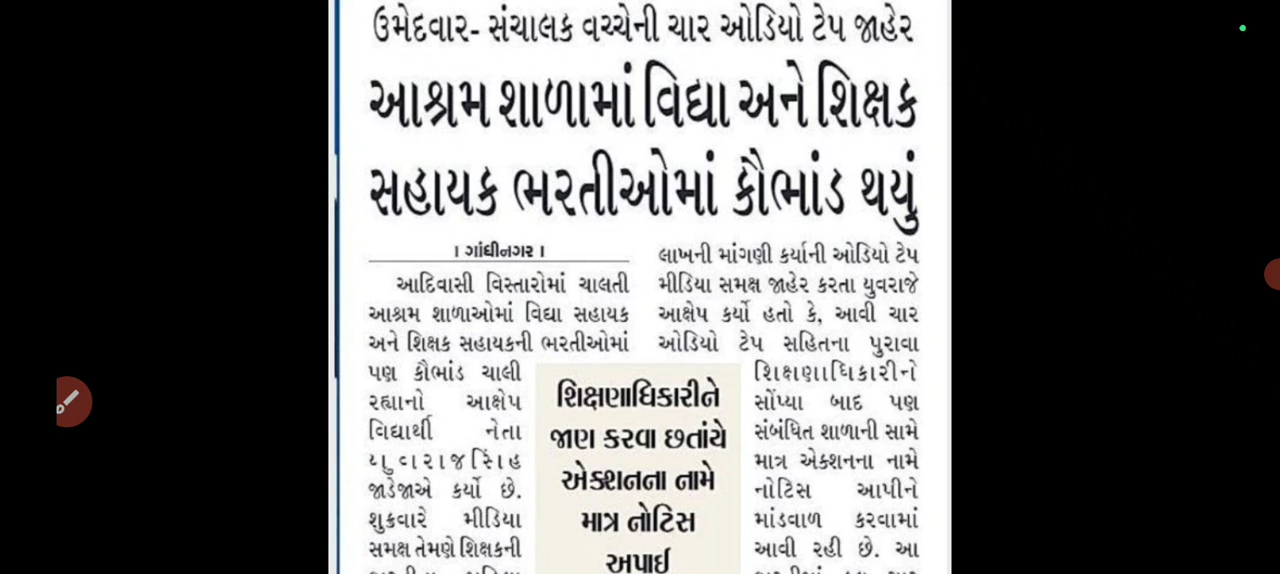 ઉમેદવાર- સંચાલક વચ્ચેની ચાર ઓડિયો ટેપ જાહેર
આશ્રમ શાળામાં વિદ્યા અને શિક્ષક
સહાયક ભરતીઓમાં કૌભાંડ થયું
। ગાંધીનગર ।
આદિવાસી વિસ્તારોમાં ચાલતી
આશ્રમ શાળાઓમાં વિદ્યા સહાયક
અને શિક્ષક સહાયકની ભરતીઓમાં
પણ કૌભાંડ ચાલી
રહ્યાનો આક્ષેપ
વિદ્યાર્થી નેતા
યુવરાજસિંહ
જાડેજાએ કર્યો છે.
શુક્રવારે મીડિયા
સમક્ષ તેમણે શિક્ષકની
શિક્ષણાધિકારીને
જાણ કરવા છતાંયે
એક્શનના નામે
માત્ર નોટિસ
અપાઈ
લાખની માંગણી કર્યાની ઓડિયો ટેપ
મીડિયા સમક્ષ જાહેર કરતા યુવરાજે
આક્ષેપ કર્યો હતો કે, આવી ચાર
ઓડિયો ટેપ સહિતના પુરાવા
શિક્ષણાધિકારીનો
સોંપ્યા બાદ પણ
સંબંધિત શાળાની સામે
માત્ર એક્શનના નામે
નોટિસ આપીને
માંડવાળ કરવામાં
આવી રહી છે. આ